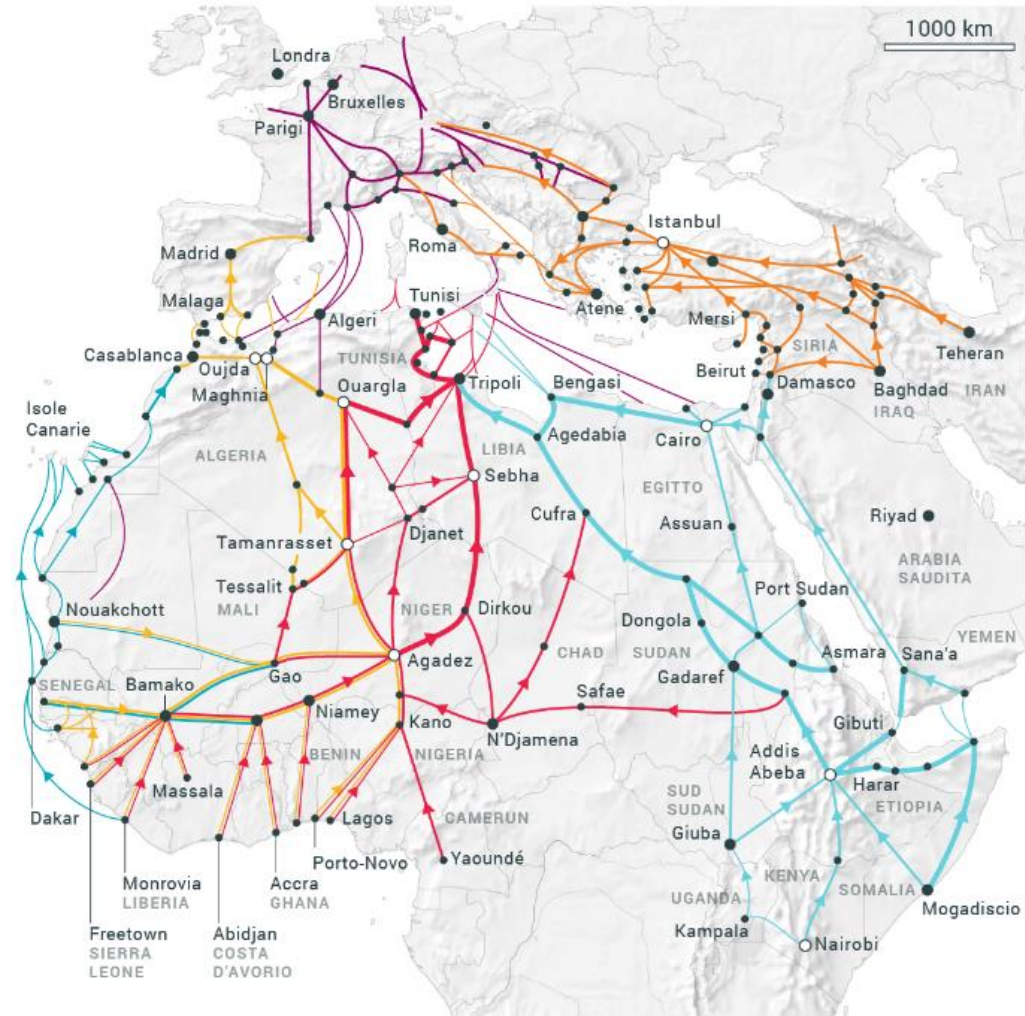 1000 km
Londra
Bruxelles
Parigi
Istanbul
Madrid
Roma
Malaga
Tunisi
Algeri
Atene
Mersi
Teheran
Casablanca
Oujda
Maghnia
TUNISIA
SIRIA
Beirut
Damasco
Baghdad
IRAN
IRAQ
Ouargla
Tripoli
Bengasi
Isole
Canarie
Agedabia
Cairo
ALGERIA
LIBIA
Sebha
EGITTO
Cufra
Assuan
Riyad
Djanet
Tamanrasset
ARABIA
SAUDITA
Tessalit
MALI
Port Sudan
Nouakchott
NIGER
Dirkou
Dongola
YEMEN
Agadez
CHAD
SUDAN
Asmara
Sana'a
Gao
Gadaref
SENEGAL
Bamako
Niamey
Safae
Kano
Gibuti
BENIN
NIGERIA
N'Djamena
Addis
Abeba
Harar
Massala
SUD
SUDAN
ETIOPIA
Dakar
Lagos
CAMERUN
Giuba
Porto-Novo
Yaoundé
KENYA
Monrovia
LIBERIA
Accra
GHANA
UGANDA
SOMALIA
Mogadiscio
Kampala
Freetown
SIERRA
LEONE
Abidjan
COSTA
D'AVORIO
Nairobi